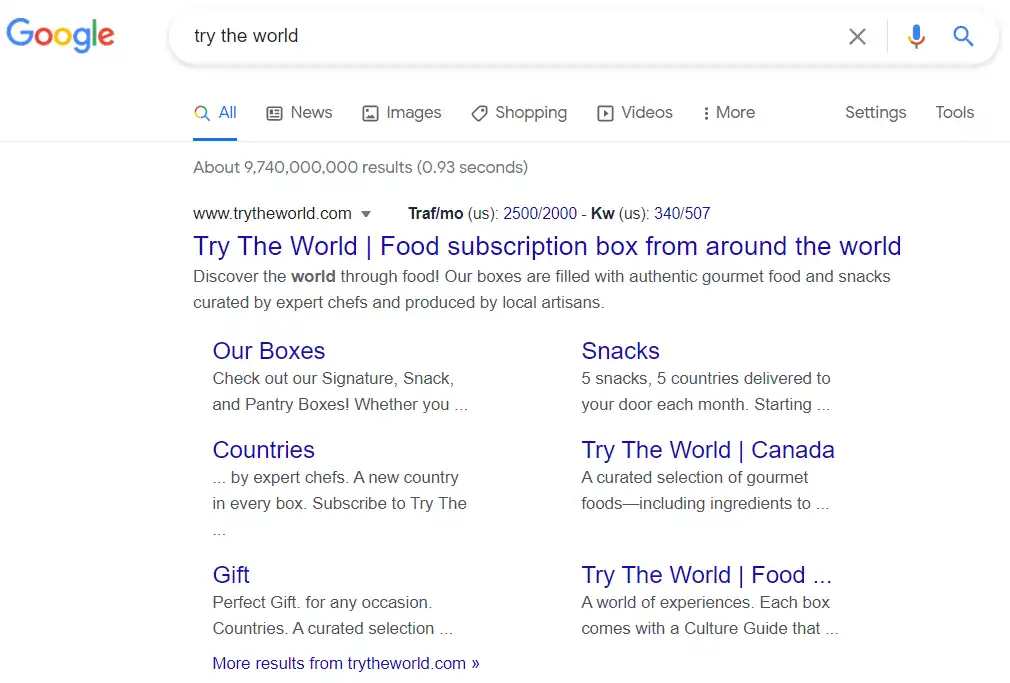 Google
try the world
All News Images Shopping Videos More Settings Tools
About 9,740,000,000 results (0.93 seconds)
www.trytheworld.com Traf/mo (us): 2500/2000 - Kw (us): 340/507
Try The World | Food subscription box from around the world
Discover the world through food! Our boxes are filled with authentic gourmet food and snacks
curated by expert chefs and produced by local artisans.
Our Boxes
Check out our Signature, Snack,
and Pantry Boxes! Whether you ...
Snacks
5 snacks, 5 countries delivered to
your door each month. Starting ...
Countries
... by expert chefs. A new country
in every box. Subscribe to Try The
...
Try The World | Canada
A curated selection of gourmet
foods—including ingredients to ...
Gift
Perfect Gift. for any occasion.
Countries. A curated selection ...
Try The World | Food ...
A world of experiences. Each box
comes with a Culture Guide that ...
More results from trytheworld.com »